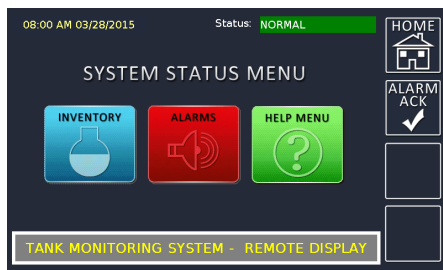 08:00 AM 03/28/2015 Status: NORMAL
HOME
SYSTEM STATUS MENU
ALARM
ACK
INVENTORY ALARMS HELP MENU
?
TANK MONITORING SYSTEM - REMOTE DISPLAY